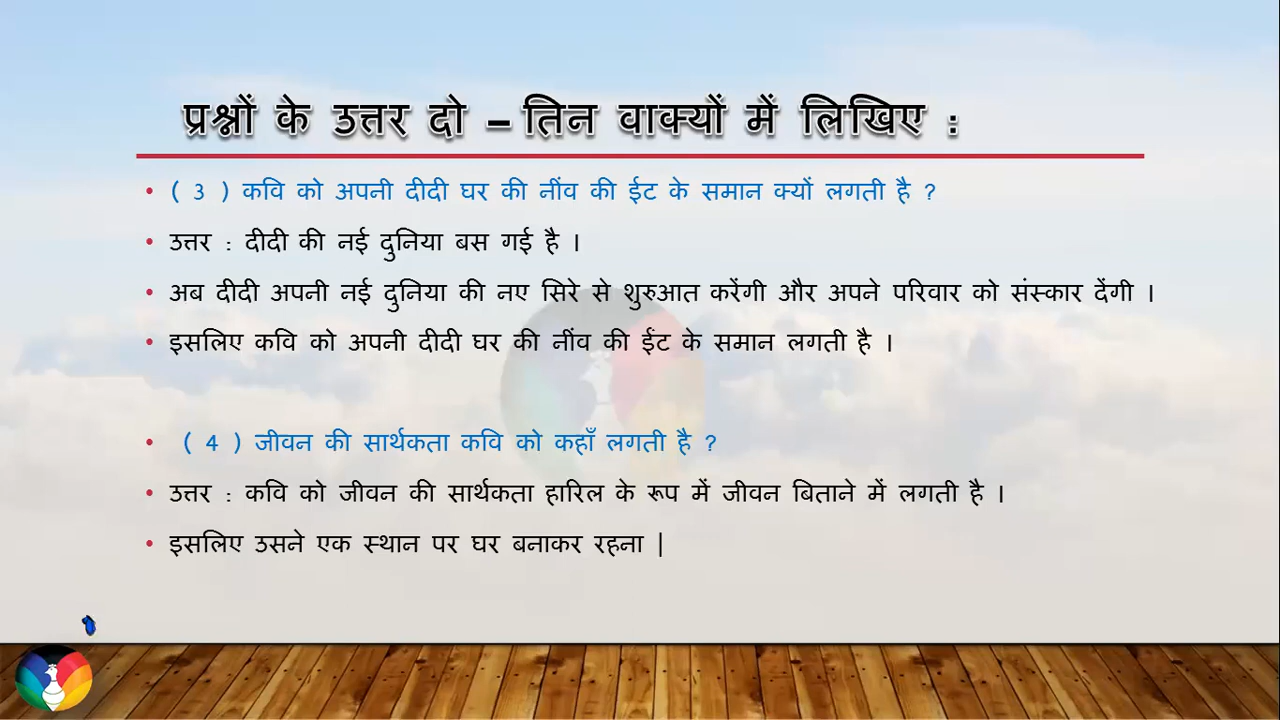 प्रश्नों के उत्तर दो – तिन वाक्यों में लिखिए :
• ( 3 ) कवि को अपनी दीदी घर की नींव की ईट के समान क्यों लगती है ?
• उत्तर : दीदी की नई दुनिया बस गई है ।
• अब दीदी अपनी नई दुनिया की नए सिरे से शुरुआत करेंगी और अपने परिवार को संस्कार देंगी ।
• इसलिए कवि को अपनी दीदी घर की नींव की ईंट के समान लगती है ।
• ( 4 ) जीवन की सार्थकता कवि को कहाँ लगती है ?
• उत्तर : कवि को जीवन की सार्थकता हारिल के रूप में जीवन बिताने में लगती है ।
• इसलिए उसने एक स्थान पर घर बनाकर रहना |